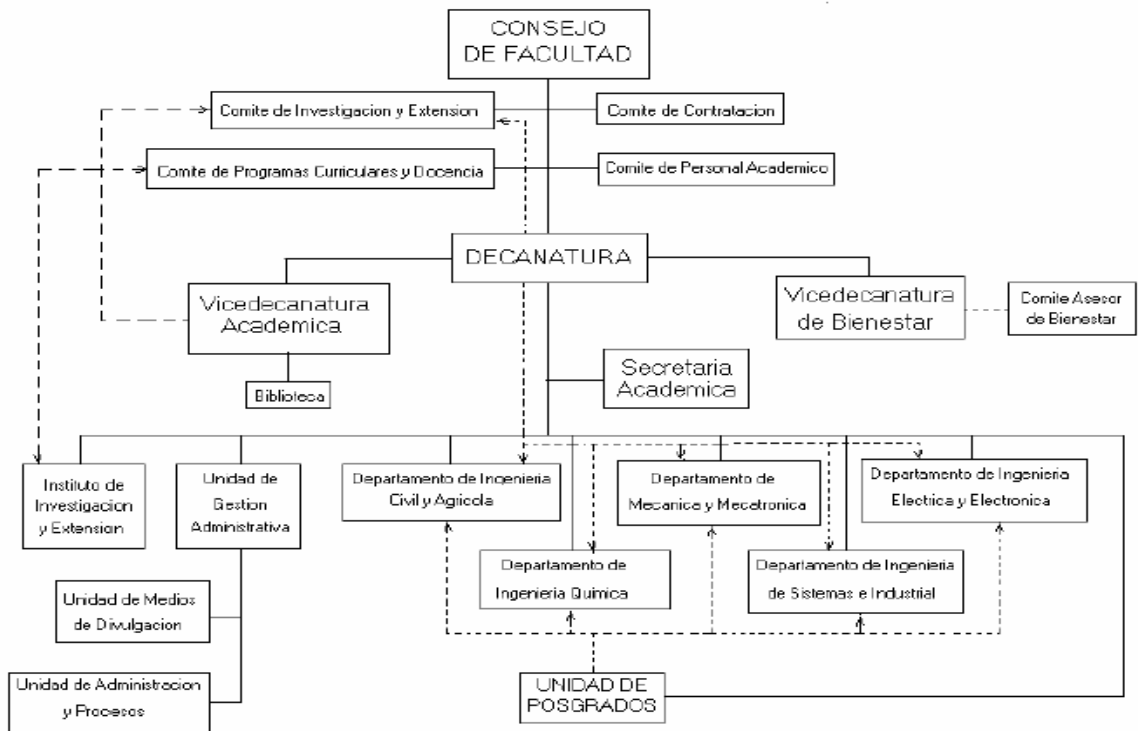 CONSEJO
DE FACULTAD
Comite de Investigacion y Extension
Comite de Contratacion
Comite de Programas Curriculares y Docencia
Comite de Personal Academico
DECANATURA
Vicedecanatura
Academica
Vicedecanatura
de Bienestar
Comite Asesor
de Bienestar
Biblioteca
Secretaria
Academica
Instituto de
Investigacion
y Extension
Unidad de
Gestion
Administrativa
Departamento de Ingenieria
Civil y Agricola
Departamento de
Mecanica y Mecatronica
Departamento de Ingenieria
Electica y Electronica
Departamento de
Ingenieria Quimica
Departamento de Ingenieria
de Sistemas e Industrial
Unidad de Medios
de Divulgacion
Unidad de Administracion
y Procesos
UNIDAD DE
POSGRADOS